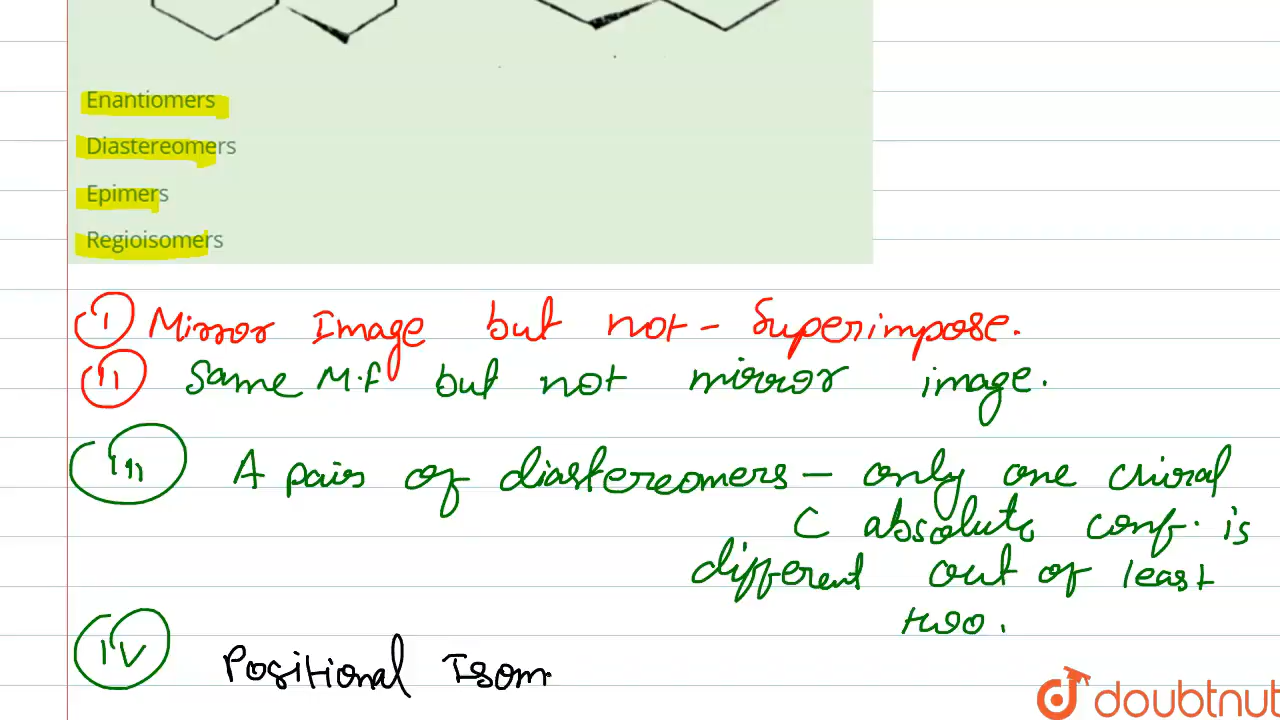 Enantiomers
Diastereomers
Epimers
Regioisomers
I Mirror Image but not - Superimpose.
II Same M.f but not mirror image.
III A pair of diastereomers - only one chiral
C absolute conf. is
different out of least
two.
IV Positional Isom
doubtnut